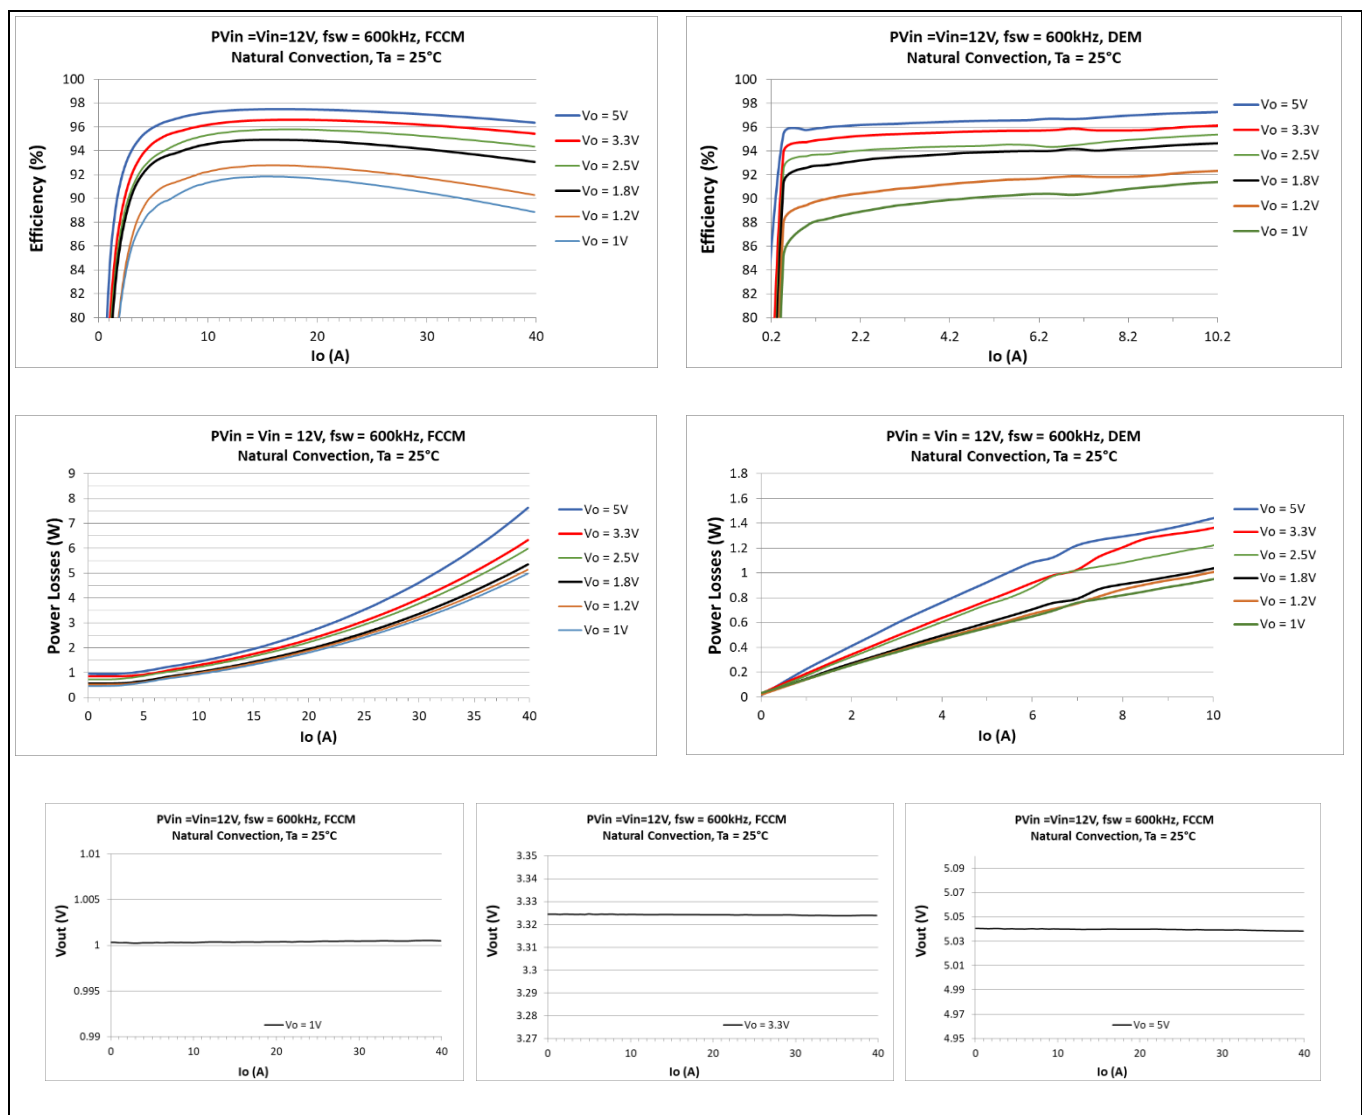 PVin =Vin=12V, fsw = 600kHz, FCCM
Natural Convection, Ta = 25°C
Efficiency (%)
100
98
96
94
92
90
88
86
84
82
80
0
10
20
30
40
Io (A)
Vo = 5V
Vo = 3.3V
Vo = 2.5V
Vo = 1.8V
Vo = 1.2V
Vo = 1V
PVin =Vin=12V, fsw = 600kHz, DEM
Natural Convection, Ta = 25°C
Efficiency (%)
100
98
96
94
92
90
88
86
84
82
80
0.2
2.2
4.2
6.2
8.2
10.2
Io (A)
Vo = 5V
Vo = 3.3V
Vo = 2.5V
Vo = 1.8V
Vo = 1.2V
Vo = 1V
PVin = Vin = 12V, fsw = 600kHz, FCCM
Natural Convection, Ta = 25°C
Power Losses (W)
9
8
7
6
5
4
3
2
1
0
0
5
10
15
20
25
30
35
40
Io (A)
Vo = 5V
Vo = 3.3V
Vo = 2.5V
Vo = 1.8V
Vo = 1.2V
Vo = 1V
PVin = Vin = 12V, fsw = 600kHz, DEM
Natural Convection, Ta = 25°C
Power Losses (W)
1.8
1.6
1.4
1.2
1
0.8
0.6
0.4
0.2
0
0
2
4
6
8
10
Io (A)
Vo = 5V
Vo = 3.3V
Vo = 2.5V
Vo = 1.8V
Vo = 1.2V
Vo = 1V
PVin =Vin=12V, fsw = 600kHz, FCCM
Natural Convection, Ta = 25°C
Vout (V)
1.01
1.005
1
0.995
0.99
0
10
20
30
40
Vo = 1V
Io (A)
PVin =Vin=12V, fsw = 600kHz, FCCM
Natural Convection, Ta = 25°C
Vout (V)
3.35
3.34
3.33
3.32
3.31
3.3
3.29
3.28
3.27
0
10
20
30
40
Vo = 3.3V
Io (A)
PVin =Vin=12V, fsw = 600kHz, FCCM
Natural Convection, Ta = 25°C
Vout (V)
5.09
5.07
5.05
5.03
5.01
4.99
4.97
4.95
0
10
20
30
40
Vo = 5V
Io (A)